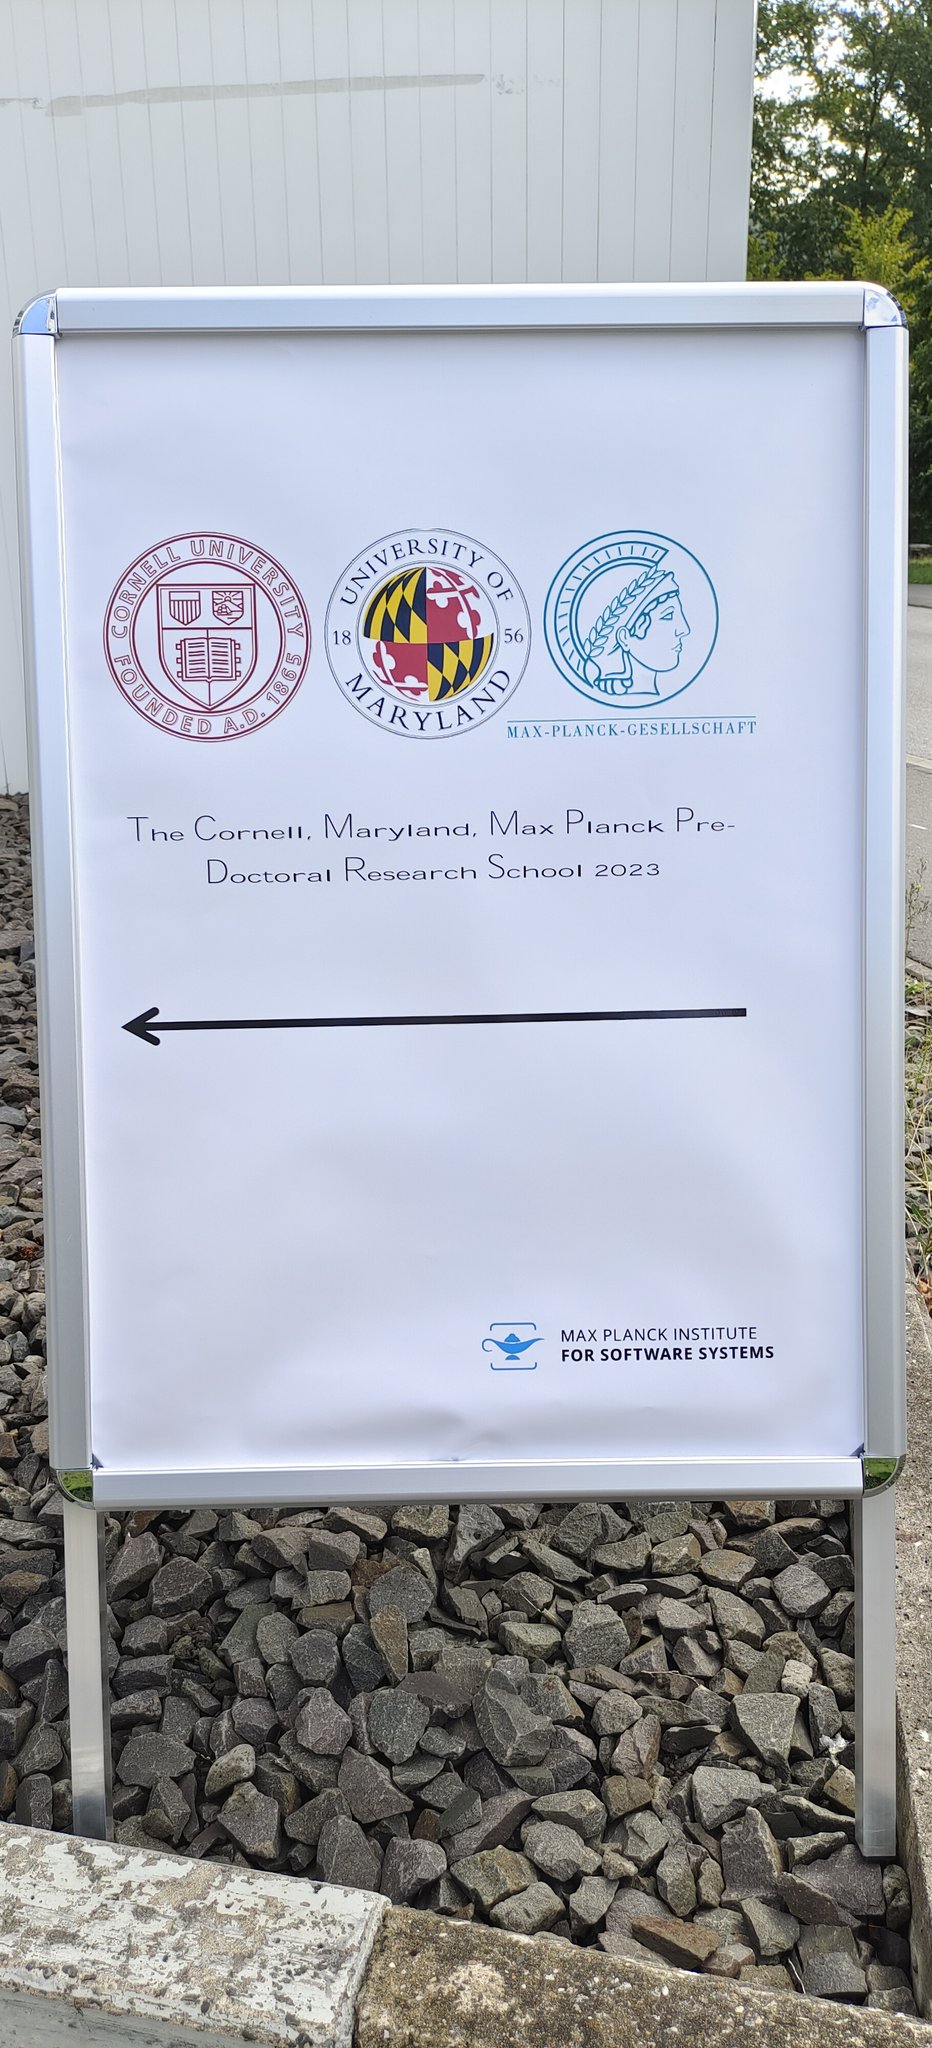 CORNELL UNIVERSITY
FOUNDED A.D. 1865
UNIVERSITY OF
18 56
MARYLAND
MAX-PLANCK-GESELLSCHAFT
The Cornell, Maryland, Max Planck Pre-
Doctoral Research School 2023
MAX PLANCK INSTITUTE
FOR SOFTWARE SYSTEMS